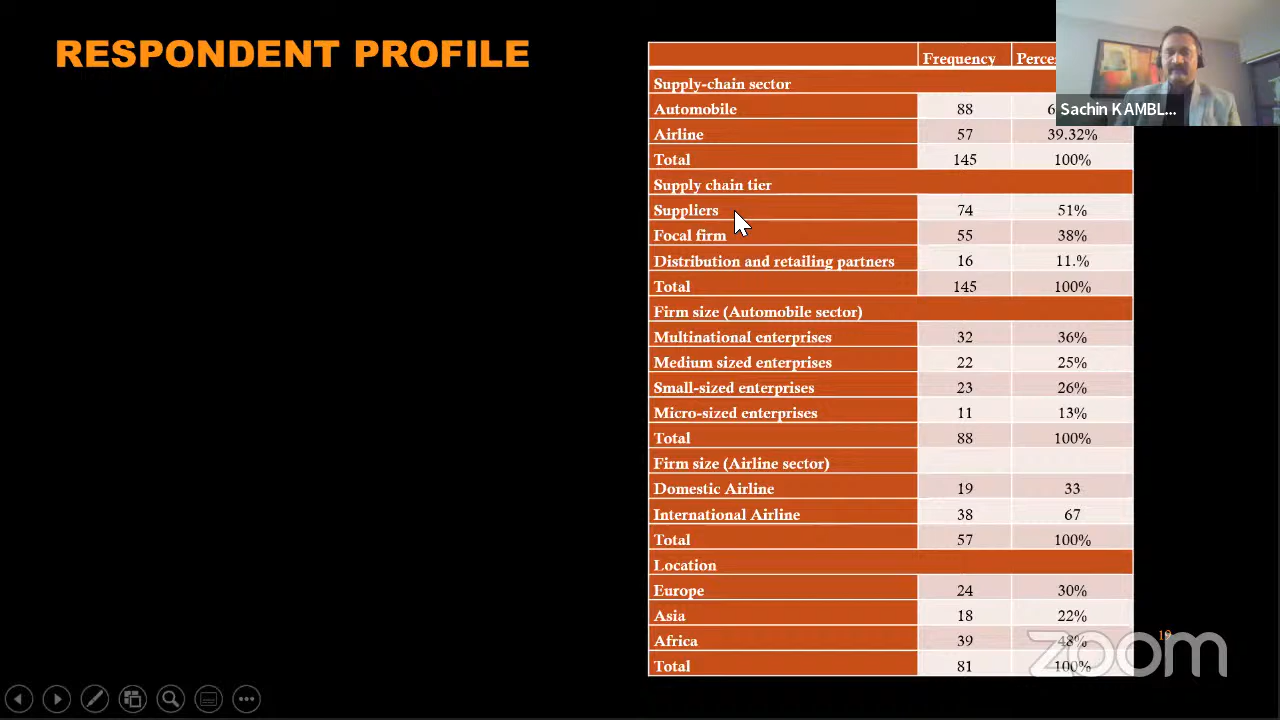 RESPONDENT PROFILE
Frequency
Supply-chain sector
Automobile 88
Airline 57 39.32%
Total 145 100%
Supply chain tier
Suppliers 74 51%
Focal firm 55 38%
Distribution and retailing partners 16 11.%
Total 145 100%
Firm size (Automobile sector)
Multinational enterprises 32 36%
Medium sized enterprises 22 25%
Small-sized enterprises 23 26%
Micro-sized enterprises 11 13%
Total 88 100%
Firm size (Airline sector)
Domestic Airline 19 33
International Airline 38 67
Total 57 100%
Location
Europe 24 30%
Asia 18 22%
Africa 39 48%
Total 81 100%
Sachin KAMBL...
19
zoom